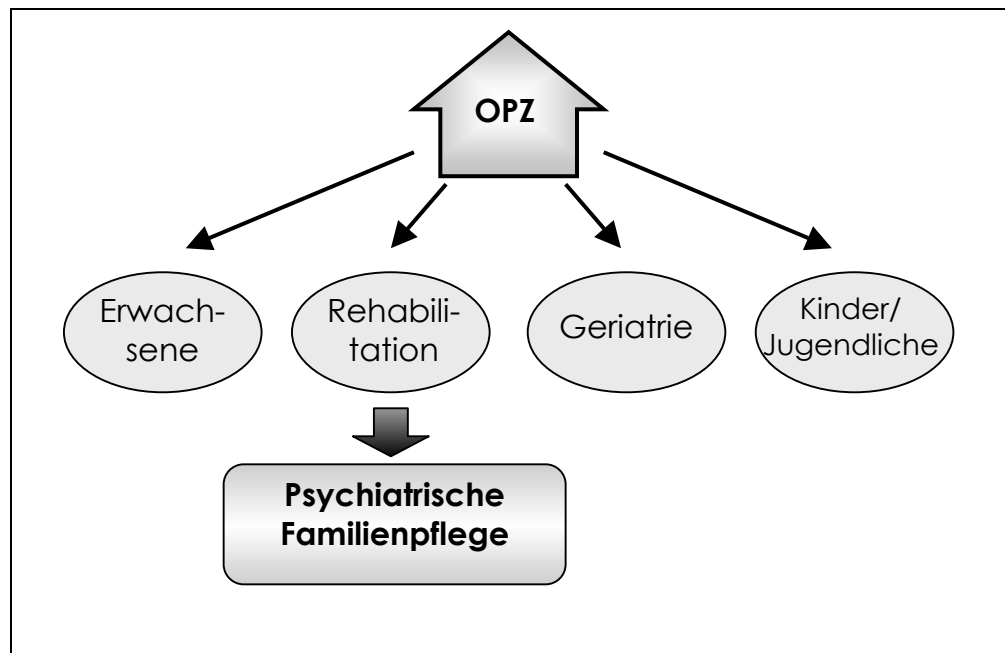 OPZ
Erwach-
sene
Rehabili-
tation
Geriatrie
Kinder/
Jugendliche
Psychiatrische
Familienpflege